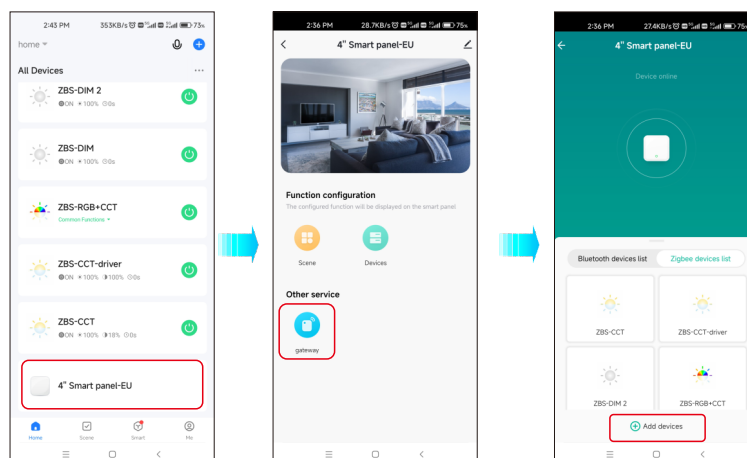 2:43 PM 353KB/s 73%
home
All Devices
ZBS-DIM 2
ON 100% 0s
ZBS-DIM
ON 100% 0s
ZBS-RGB+CCT
Common Functions
ZBS-CCT-driver
ON 100% 100% 0s
ZBS-CCT
ON 100% 18% 0s
4" Smart panel-EU
Home Scene Smart Me
2:36 PM 28.7KB/s 75%
4" Smart panel-EU
Function configuration
The configured function will be displayed on the smart panel
Scene Devices
Other service
gateway
2:36 PM 27.4KB/s 75%
4" Smart panel-EU
Device online
Bluetooth devices list Zigbee devices list
ZBS-CCT ZBS-CCT-driver
ZBS-DIM 2 ZBS-RGB+CCT
Add devices